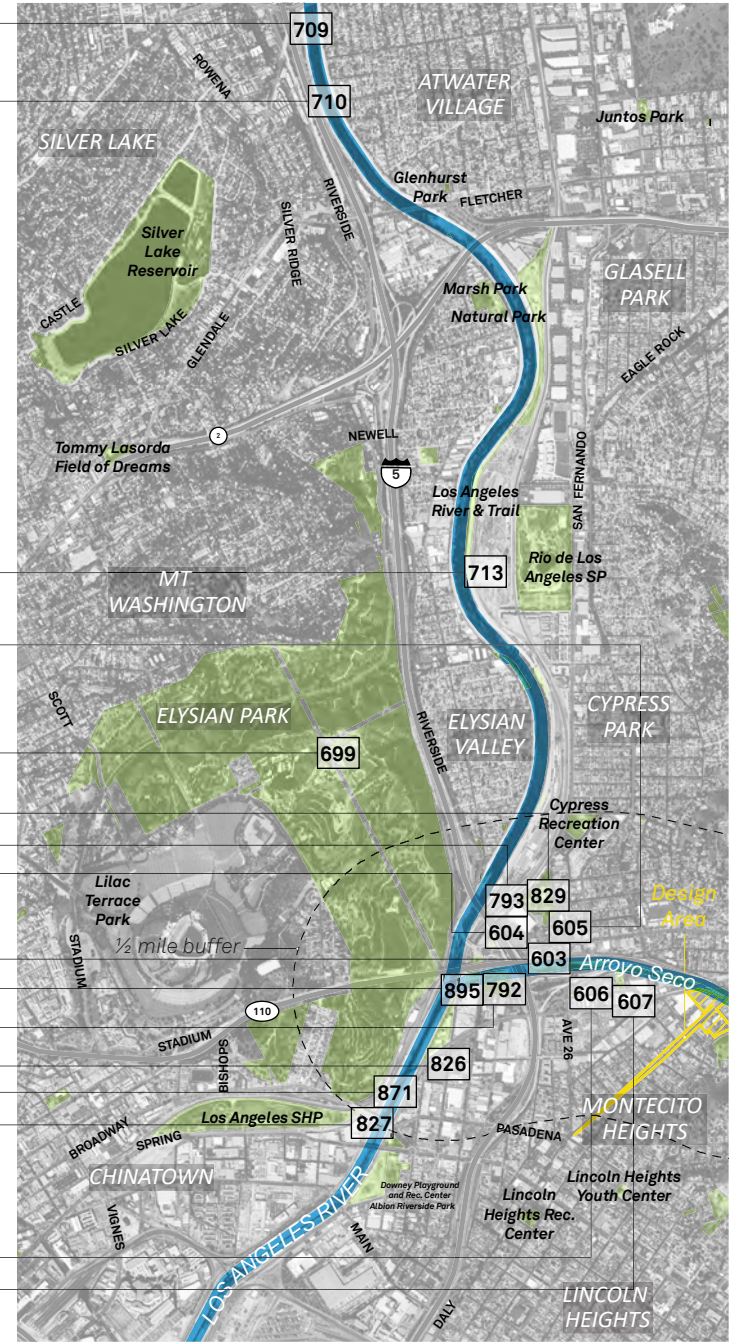 709
ROWENA
ATWATER
VILLAGE
710
Juntos Park
SILVER LAKE
Glenhurst
Park
FLETCHER
RIVERSIDE
SILVER RIDGE
Silver
Lake
Reservoir
GLASELL
PARK
Marsh Park
Natural Park
CASTLE
SILVER LAKE
GLENDALE
EAGLE ROCK
2
NEWELL
Tommy Lasorda
Field of Dreams
5
SAN FERNANDO
Los Angeles
River & Trail
Rio de Los
Angeles SP
713
MT
WASHINGTON
SCOTT
ELYSIAN PARK
ELYSIAN
VALLEY
CYPRESS
PARK
RIVERSIDE
699
Cypress
Recreation
Center
Lilac
Terrace
Park
793
829
Design
Area
604
605
STADIUM
½ mile buffer
603
Arroyo Seco
895
792
606
607
110
STADIUM
AVE 26
BISHOPS
826
871
827
MONTECITO
HEIGHTS
Los Angeles SHP
BROADWAY
SPRING
PASADENA
CHINATOWN
Downey Playground
and Rec. Center
Albion Riverside Park
Lincoln Heights
Youth Center
Lincoln
Heights Rec.
Center
VIGNES
MAIN
LOS ANGELES RIVER
LINCOLN
HEIGHTS
DALY